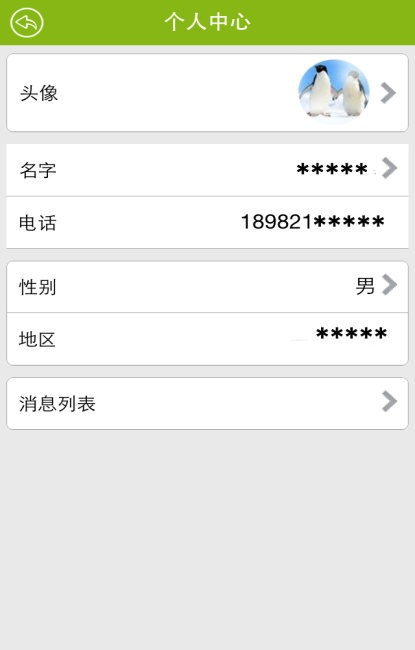 个人中心
头像
名字 *****
电话 189821*****
性别 男
地区 *****
消息列表